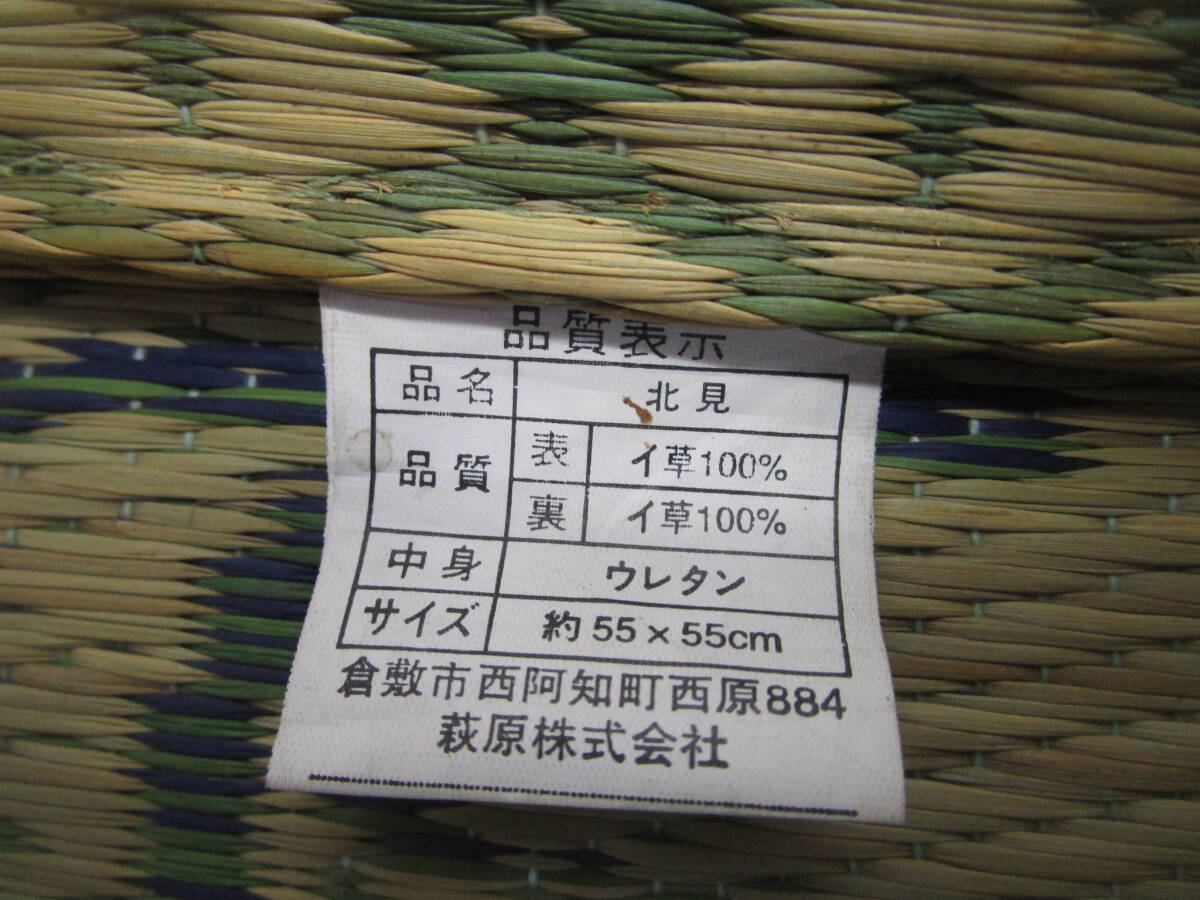 品質表示
品名 北見
品質 表 イ草100%
裏 イ草100%
中身 ウレタン
サイズ 約 55 × 55cm
倉敷市西阿知町西原884
萩原株式会社